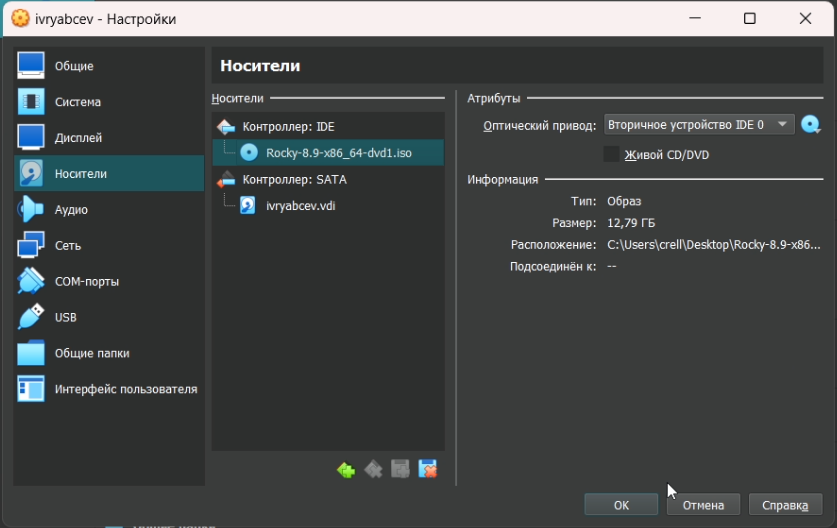 ivryabcev - Настройки
Общие
Система
Дисплей
Носители
Аудио
Сеть
COM-порты
USB
Общие папки
Интерфейс пользователя
Носители
Носители
Контроллер: IDE
Rocky-8.9-x86_64-dvd1.iso
Контроллер: SATA
ivryabcev.vdi
Атрибуты
Оптический привод: Вторичное устройство IDE 0
Живой CD/DVD
Информация
Тип: Образ
Размер: 12,79 ГБ
Расположение: C:\Users\crell\Desktop\Rocky-8.9-x86...
Подсоединён к: --
OK Отмена Справка